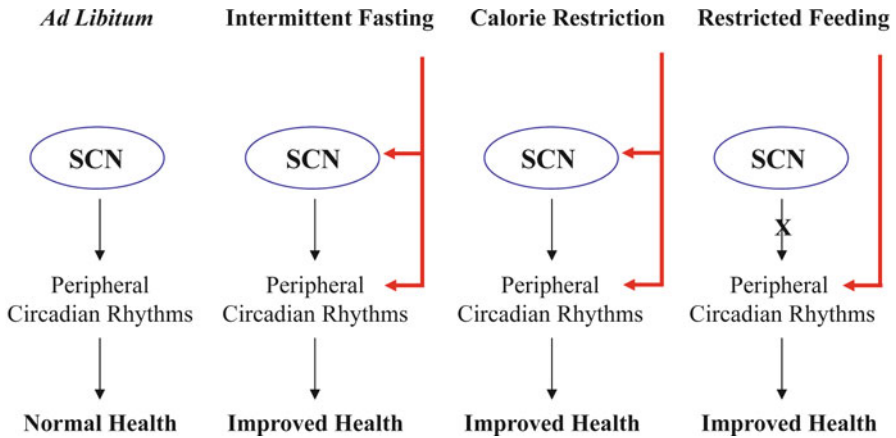 Ad Libitum
SCN
Peripheral
Circadian Rhythms
Normal Health
Intermittent Fasting
SCN
Peripheral
Circadian Rhythms
Improved Health
Calorie Restriction
SCN
Peripheral
Circadian Rhythms
Improved Health
Restricted Feeding
SCN
X
Peripheral
Circadian Rhythms
Improved Health